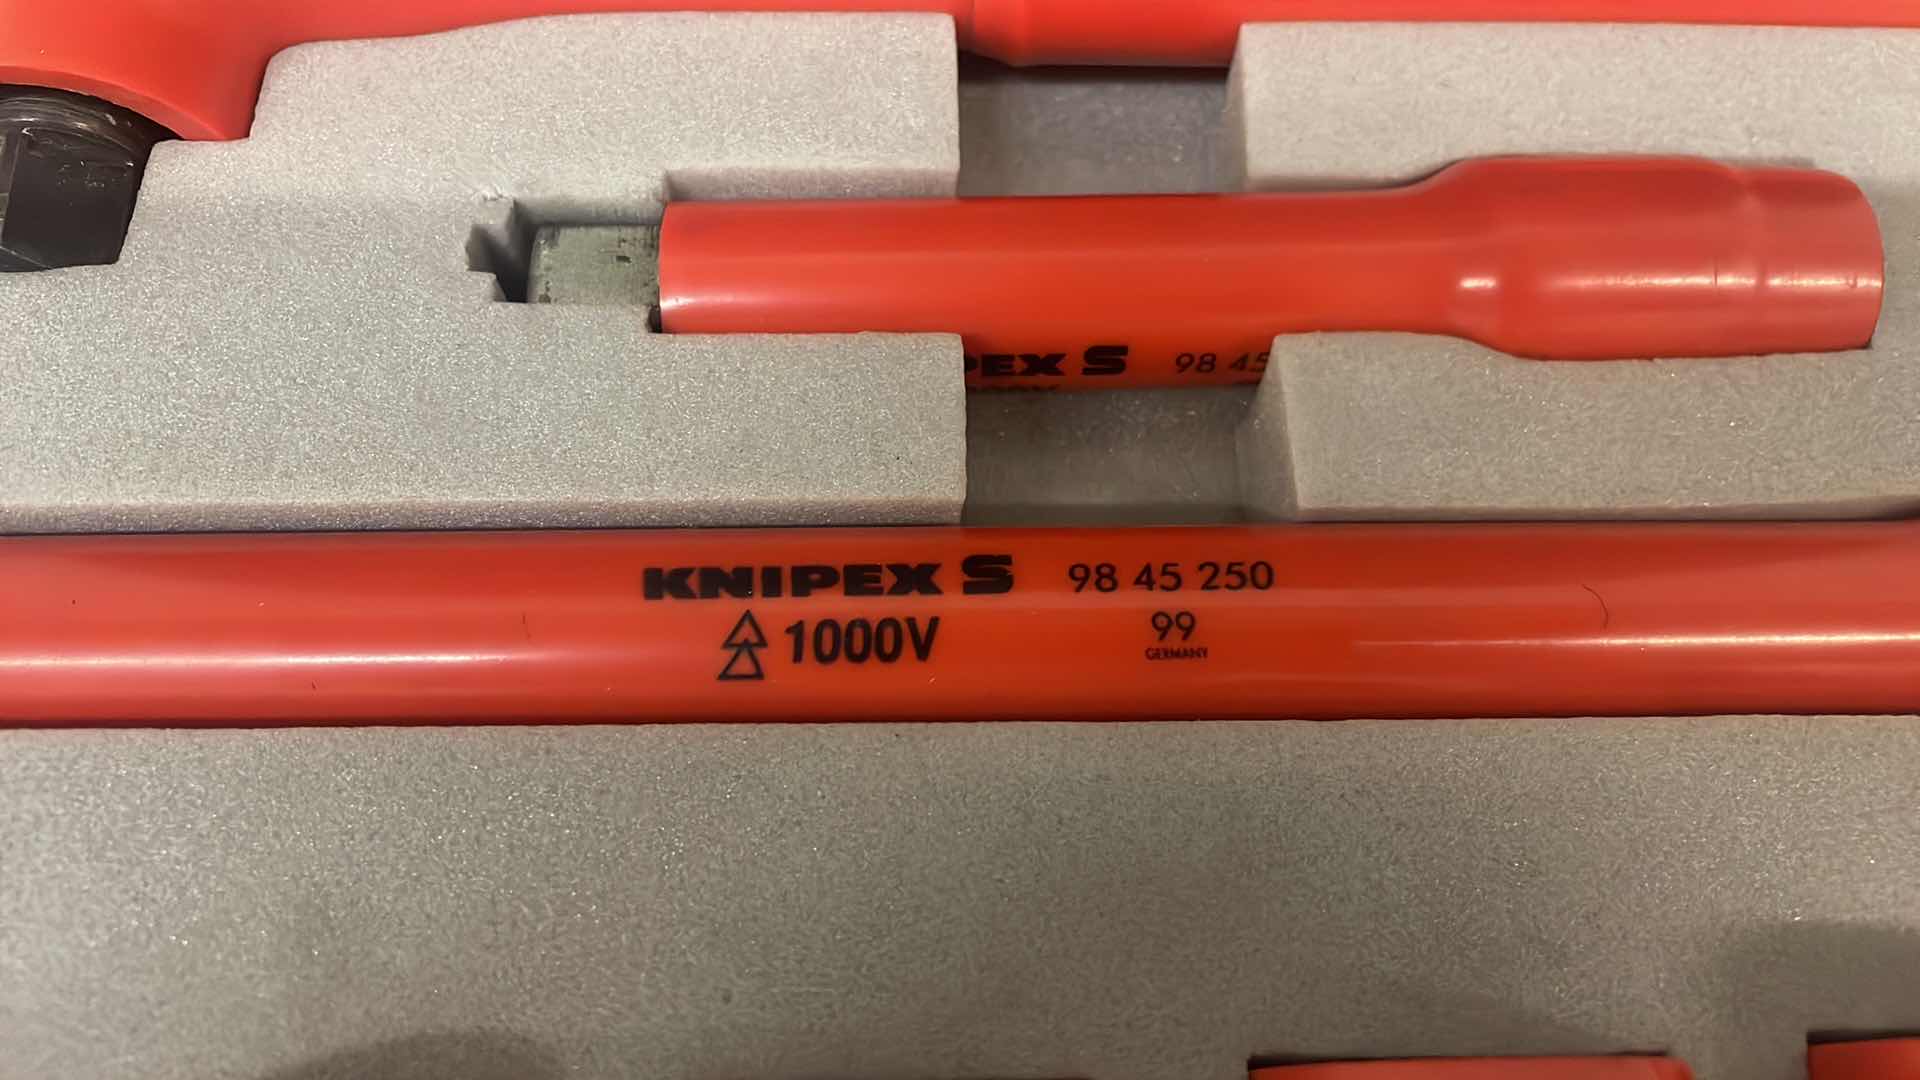 PEX S 98 45
KNIPEX S 98 45 250
1000V 99
GERMANY